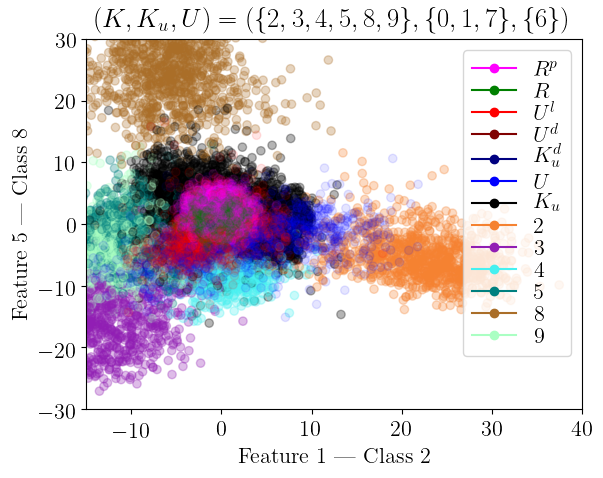 (K, K_u, U) = ({2, 3, 4, 5, 8, 9}, {0, 1, 7}, {6})
30
20
10
0
−10
−20
−30
Feature 5 — Class 8
R^p
R
U^l
U^d
K_u^d
U
K_u
2
3
4
5
8
9
−10
0
10
20
30
40
Feature 1 — Class 2